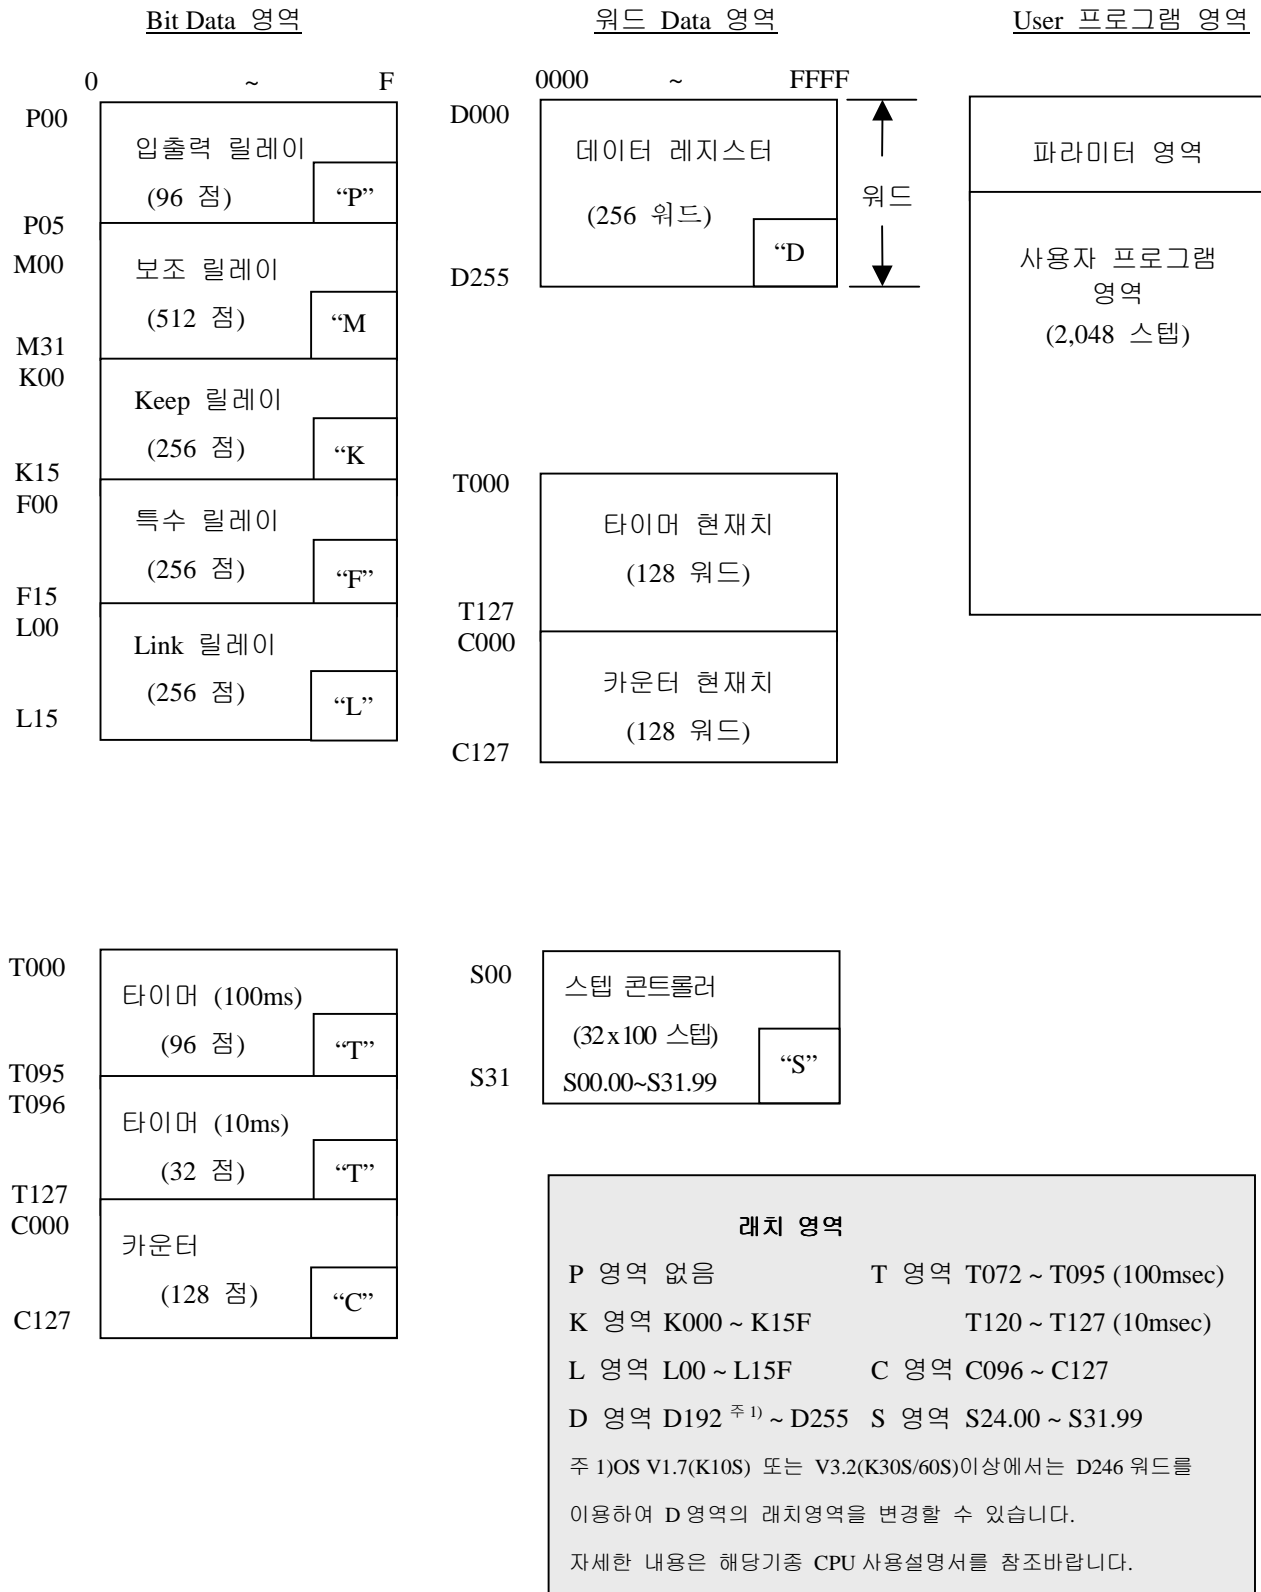 Bit Data 영역
워드 Data 영역
User 프로그램 영역
0 ~ F
P00
입출력 릴레이
(96 점)
“P”
P05
M00
보조 릴레이
(512 점)
“M
M31
K00
Keep 릴레이
(256 점)
“K
K15
F00
특수 릴레이
(256 점)
“F”
F15
L00
Link 릴레이
(256 점)
“L”
L15
0000 ~ FFFF
D000
데이터 레지스터
(256 워드)
“D
D255
워드
T000
타이머 현재치
(128 워드)
T127
C000
카운터 현재치
(128 워드)
C127
파라미터 영역
사용자 프로그램
영역
(2,048 스텝)
T000
타이머 (100ms)
(96 점)
“T”
T095
T096
타이머 (10ms)
(32 점)
“T”
T127
C000
카운터
(128 점)
“C”
C127
S00
스텝 콘트롤러
(32x100 스텝)
“S”
S31
S00.00~S31.99
래치 영역
P 영역 없음 T 영역 T072 ~ T095 (100msec)
K 영역 K000 ~ K15F T120 ~ T127 (10msec)
L 영역 L00 ~ L15F C 영역 C096 ~ C127
D 영역 D192 주 1) ~ D255 S 영역 S24.00 ~ S31.99
주 1)OS V1.7(K10S) 또는 V3.2(K30S/60S)이상에서는 D246 워드를
이용하여 D 영역의 래치영역을 변경할 수 있습니다.
자세한 내용은 해당기종 CPU 사용설명서를 참조바랍니다.